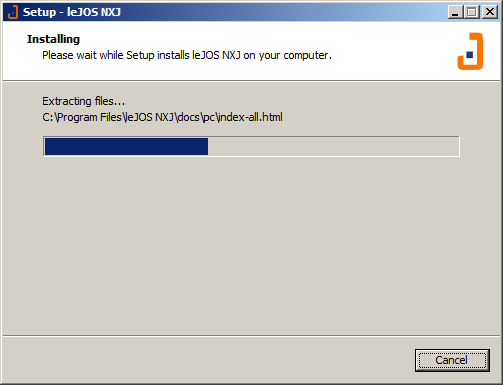 Setup - leJOS NXJ
Installing
Please wait while Setup installs leJOS NXJ on your computer.
Extracting files...
C:\Program Files\leJOS NXJ\docs\pc\index-all.html
Cancel